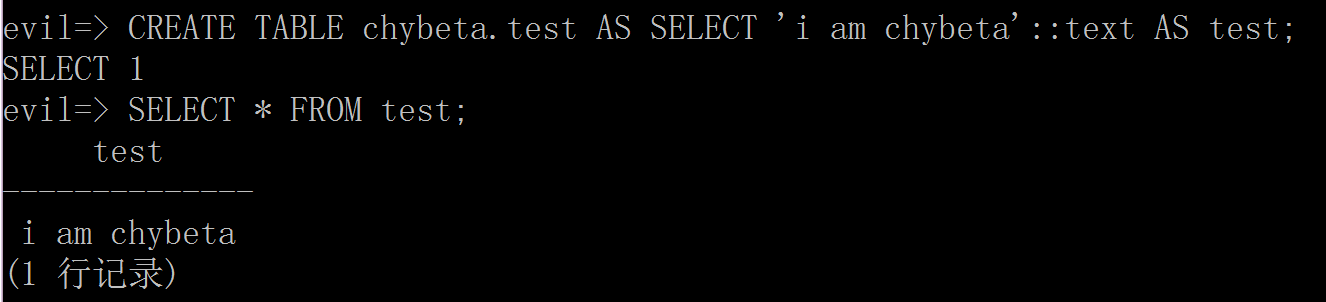 evil=> CREATE TABLE chybeta.test AS SELECT 'i am chybeta'::text AS test;
SELECT 1
evil=> SELECT * FROM test;
test
--------------
i am chybeta
(1 行记录)